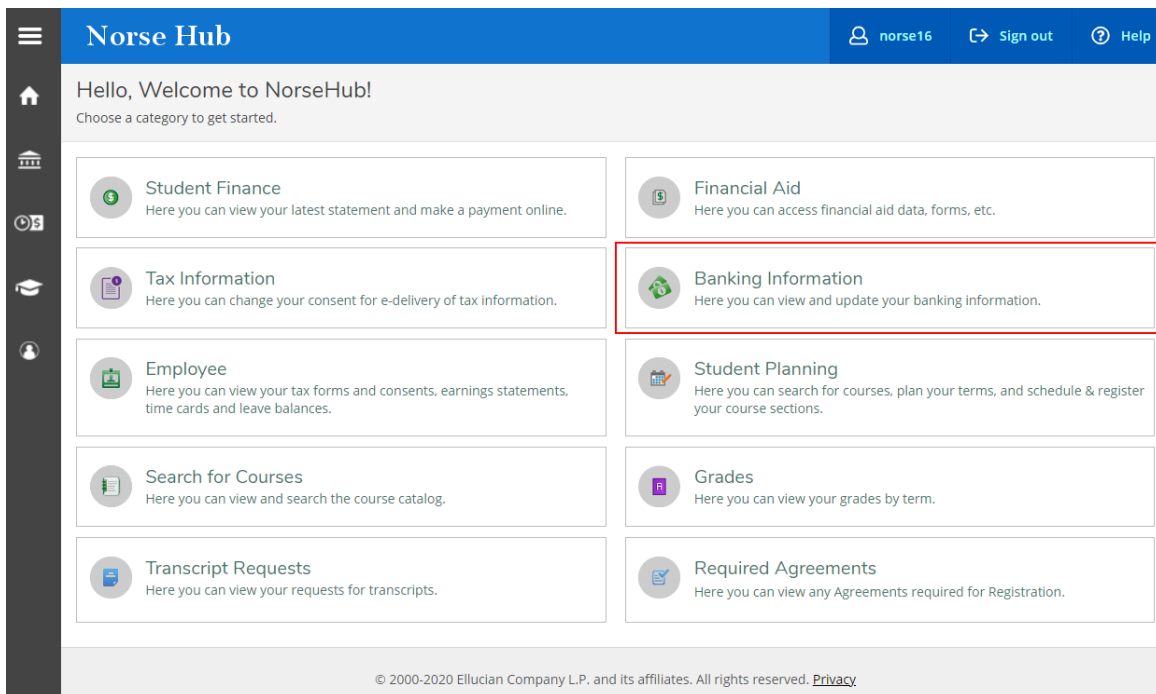 Norse Hub
norse16
Sign out
Help
Hello, Welcome to NorseHub!
Choose a category to get started.
Student Finance
Here you can view your latest statement and make a payment online.
Financial Aid
Here you can access financial aid data, forms, etc.
Tax Information
Here you can change your consent for e-delivery of tax information.
Banking Information
Here you can view and update your banking information.
Employee
Here you can view your tax forms and consents, earnings statements,
time cards and leave balances.
Student Planning
Here you can search for courses, plan your terms, and schedule & register
your course sections.
Search for Courses
Here you can view and search the course catalog.
Grades
Here you can view your grades by term.
Transcript Requests
Here you can view your requests for transcripts.
Required Agreements
Here you can view any Agreements required for Registration.
© 2000-2020 Ellucian Company L.P. and its affiliates. All rights reserved. Privacy